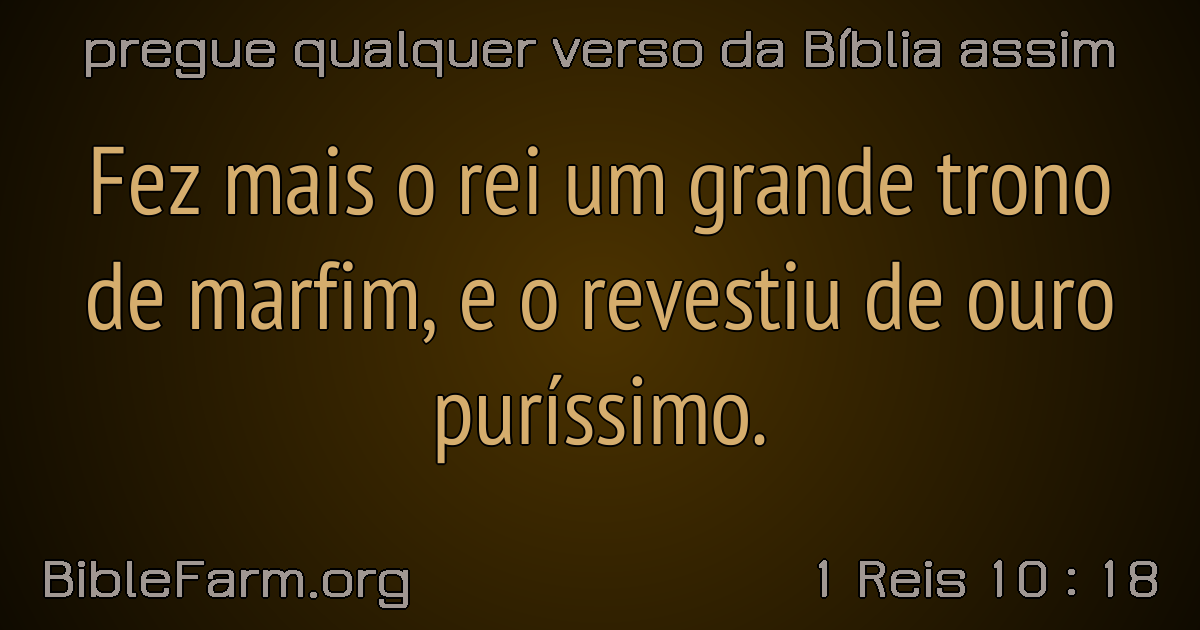 pregue qualquer verso da Bíblia assim
Fez mais o rei um grande trono
de marfim, e o revestiu de ouro
puríssimo.
BibleFarm.org
1 Reis 10 : 18